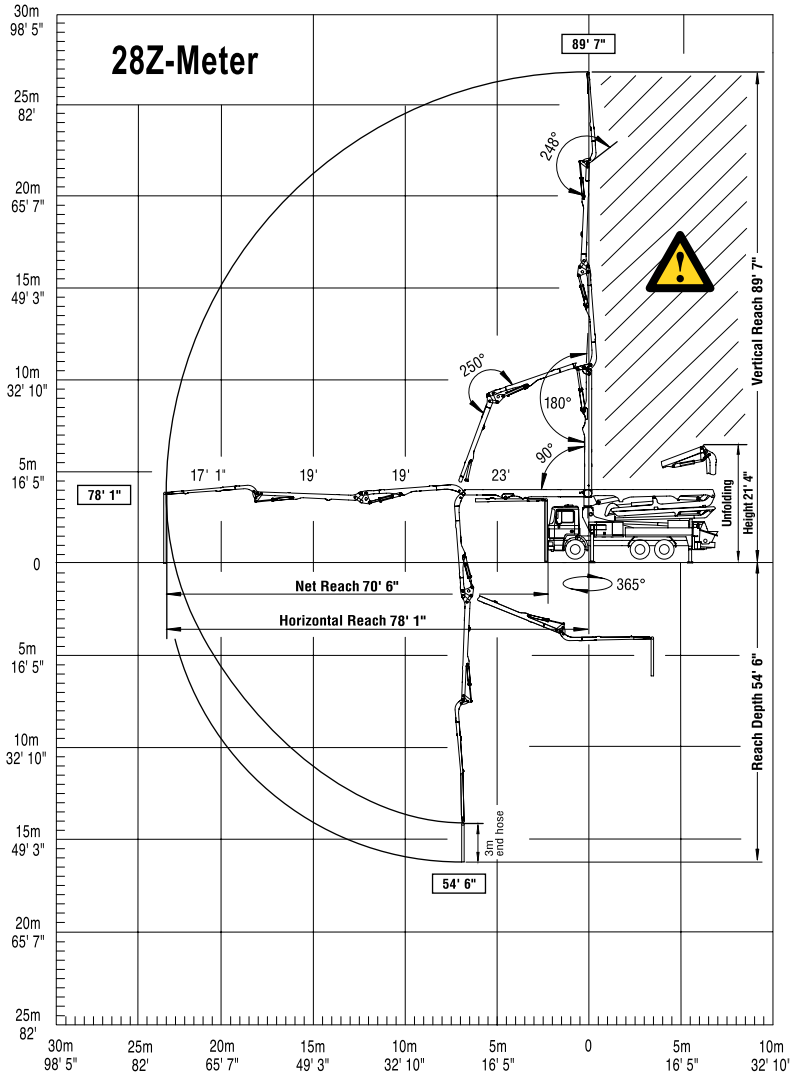 28Z-Meter
30m
98' 5"
25m
82'
20m
65' 7"
15m
49' 3"
10m
32' 10"
5m
16' 5"
0
5m
16' 5"
10m
32' 10"
15m
49' 3"
20m
65' 7"
25m
82'
89' 7"
248°
Vertical Reach 89' 7"
250°
180°
90°
17' 1"
19'
19'
23'
78' 1"
Unfolding
Height 21' 4"
Net Reach 70' 6"
365°
Horizontal Reach 78' 1"
Reach Depth 54' 6"
3m
end hose
54' 6"
30m
98' 5"
25m
82'
20m
65' 7"
15m
49' 3"
10m
32' 10"
5m
16' 5"
0
5m
16' 5"
10m
32' 10"